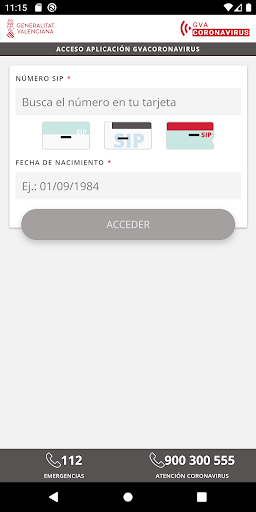 11:15
GENERALITAT
VALENCIANA
GVA
CORONAVIRUS
ACCESO APLICACIÓN GVACORONAVIRUS
NÚMERO SIP *
Busca el número en tu tarjeta
SIP
SIP
SIP
FECHA DE NACIMIENTO *
Ej.: 01/09/1984
ACCEDER
112
EMERGENCIAS
900 300 555
ATENCIÓN CORONAVIRUS